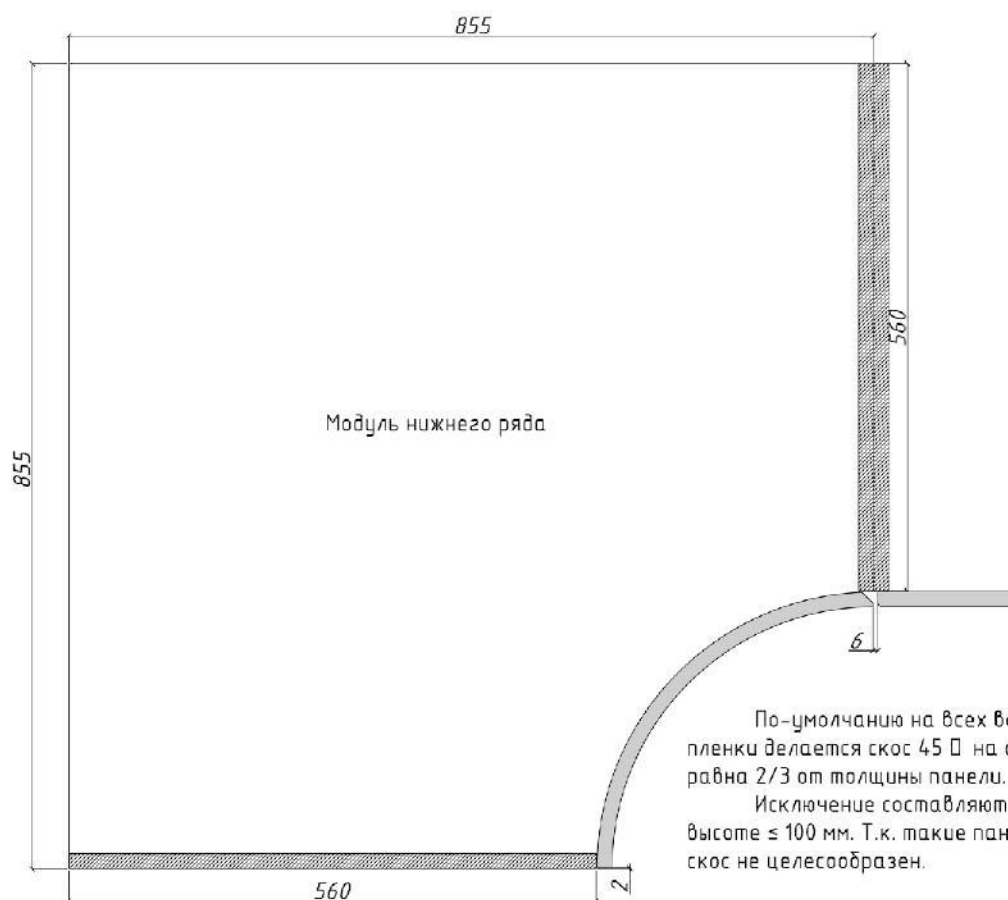 855
855
560
Модуль нижнего ряда
6
По-умолчанию на всех
пленки делается скос 45 □ на
равна 2/3 от толщины панели.
Исключение составляют
высоте ≤ 100 мм. Т.к. такие
скос не целесообразен.
560
2